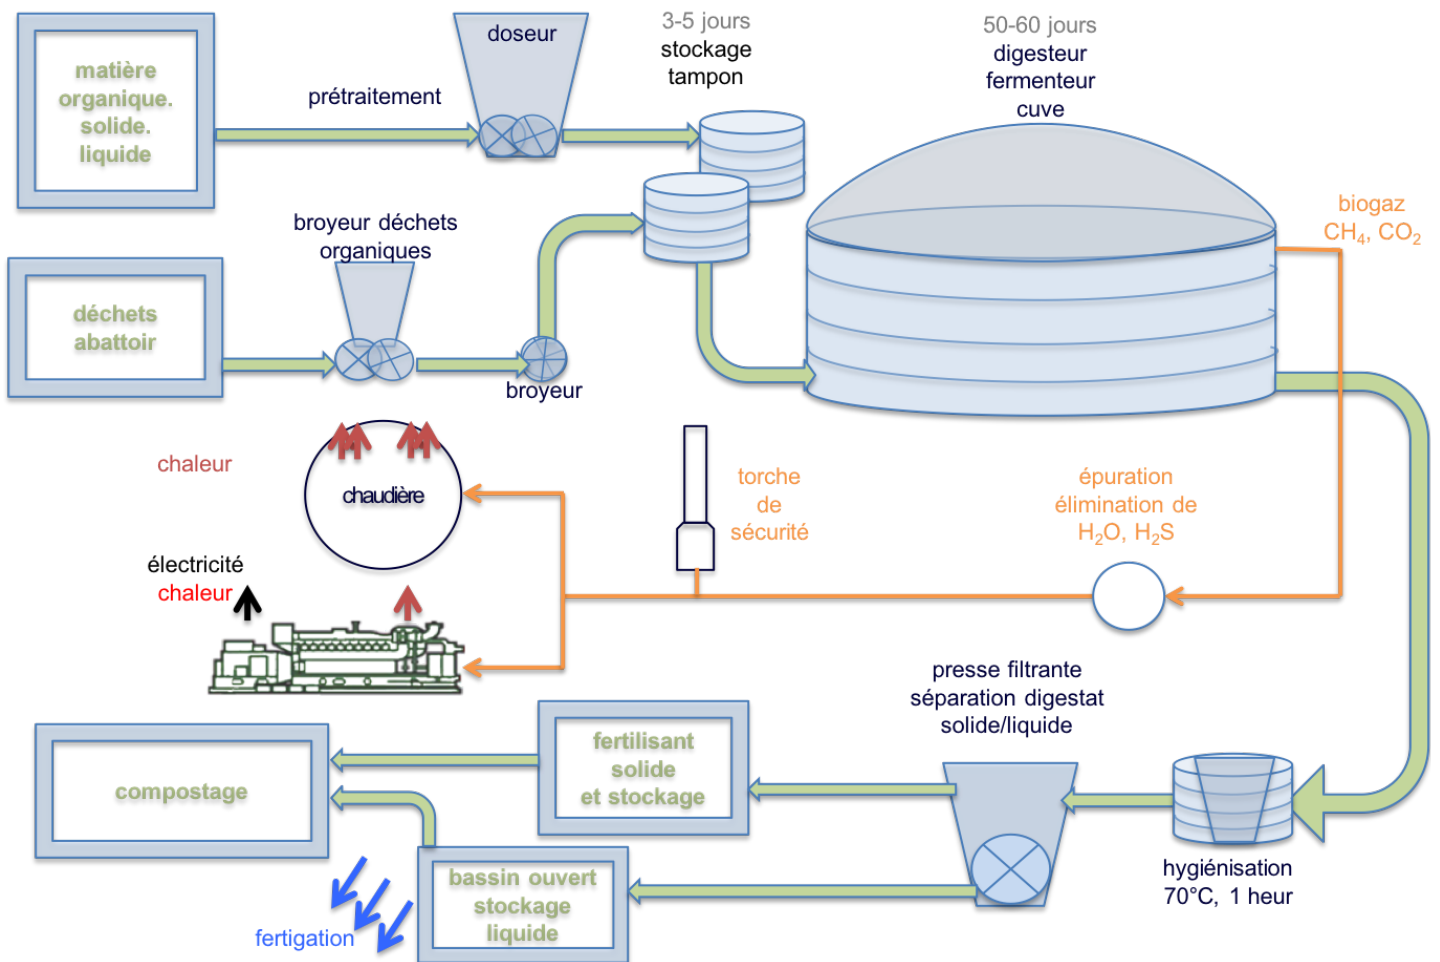 matière
organique.
solide.
liquide
prétraitement
doseur
3-5 jours
stockage
tampon
50-60 jours
digesteur
fermenteur
cuve
biogaz
CH₄, CO₂
broyeur déchets
organiques
déchets
abattoir
broyeur
chaleur
chaudière
torche
de
sécurité
épuration
élimination de
H₂O, H₂S
électricité
chaleur
presse filtrante
séparation digestat
solide/liquide
fertilisant
solide
et stockage
compostage
hygiénisation
70°C, 1 heur
bassin ouvert
stockage
liquide
fertigation